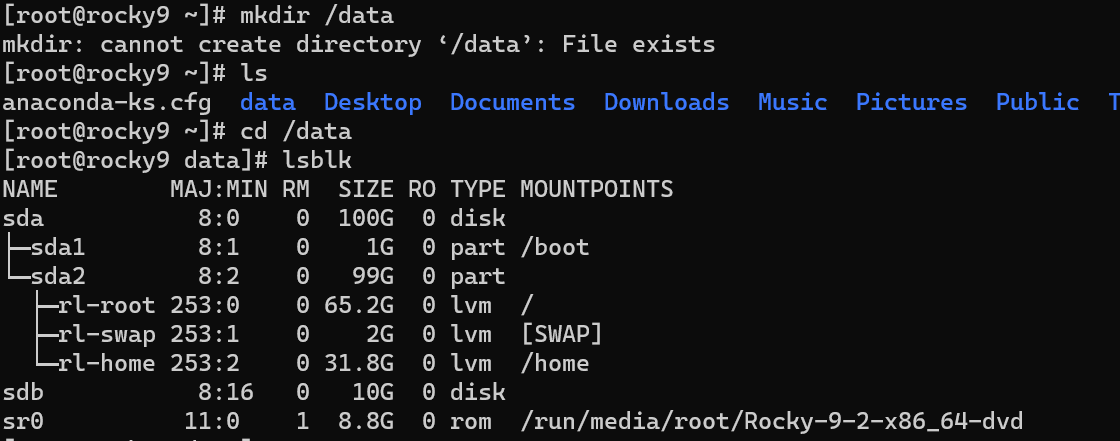 [root@rocky9 ~]# mkdir /data
mkdir: cannot create directory ‘/data’: File exists
[root@rocky9 ~]# ls
anaconda-ks.cfg  data  Desktop  Documents  Downloads  Music  Pictures  Public  T
[root@rocky9 ~]# cd /data
[root@rocky9 data]# lsblk
NAME        MAJ:MIN RM  SIZE RO TYPE MOUNTPOINTS
sda           8:0    0  100G  0 disk
├─sda1        8:1    0    1G  0 part /boot
└─sda2        8:2    0   99G  0 part
  ├─rl-root 253:0    0 65.2G  0 lvm  /
  ├─rl-swap 253:1    0    2G  0 lvm  [SWAP]
  └─rl-home 253:2    0 31.8G  0 lvm  /home
sdb           8:16   0   10G  0 disk
sr0          11:0    1  8.8G  0 rom  /run/media/root/Rocky-9-2-x86_64-dvd